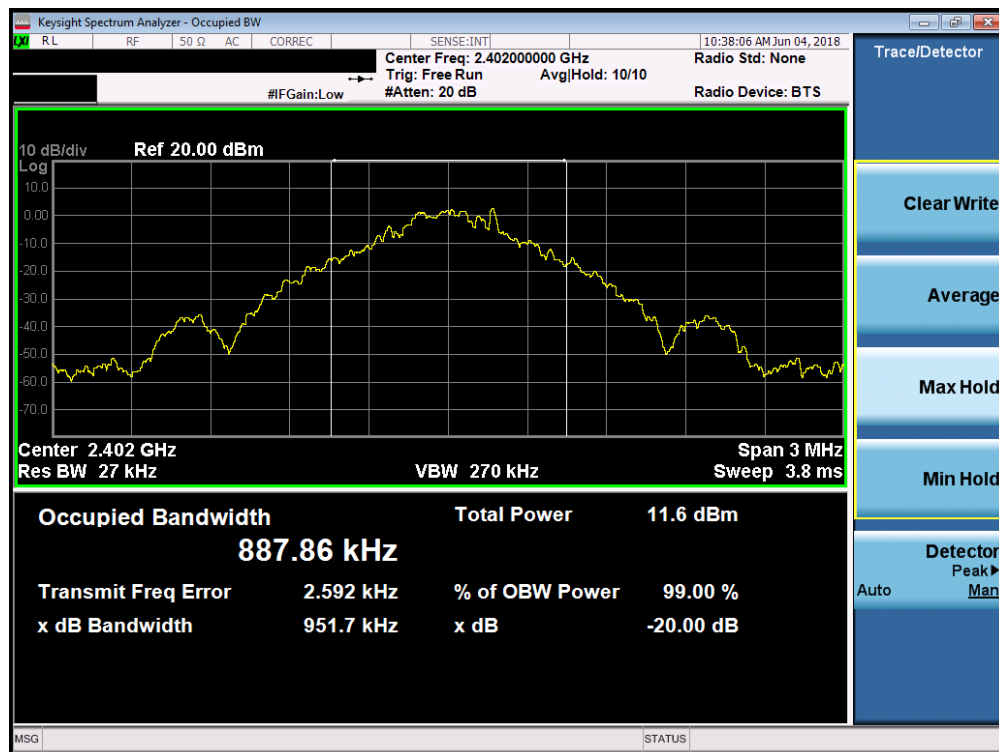 Keysight Spectrum Analyzer - Occupied BW
LXI RL RF 50 Ω AC CORREC SENSE:INT 10:38:06 AM Jun 04, 2018
Center Freq: 2.402000000 GHz Radio Std: None
Trig: Free Run Avg|Hold: 10/10
#IFGain:Low #Atten: 20 dB Radio Device: BTS
Trace/Detector
10 dB/div Ref 20.00 dBm
Log
10.0
0.00
-10.0
-20.0
-30.0
-40.0
-50.0
-60.0
-70.0
Center 2.402 GHz Span 3 MHz
Res BW 27 kHz VBW 270 kHz Sweep 3.8 ms
Clear Write
Average
Max Hold
Min Hold
Detector
Peak▶
Auto Man
Occupied Bandwidth Total Power 11.6 dBm
887.86 kHz
Transmit Freq Error 2.592 kHz % of OBW Power 99.00 %
x dB Bandwidth 951.7 kHz x dB -20.00 dB
MSG STATUS